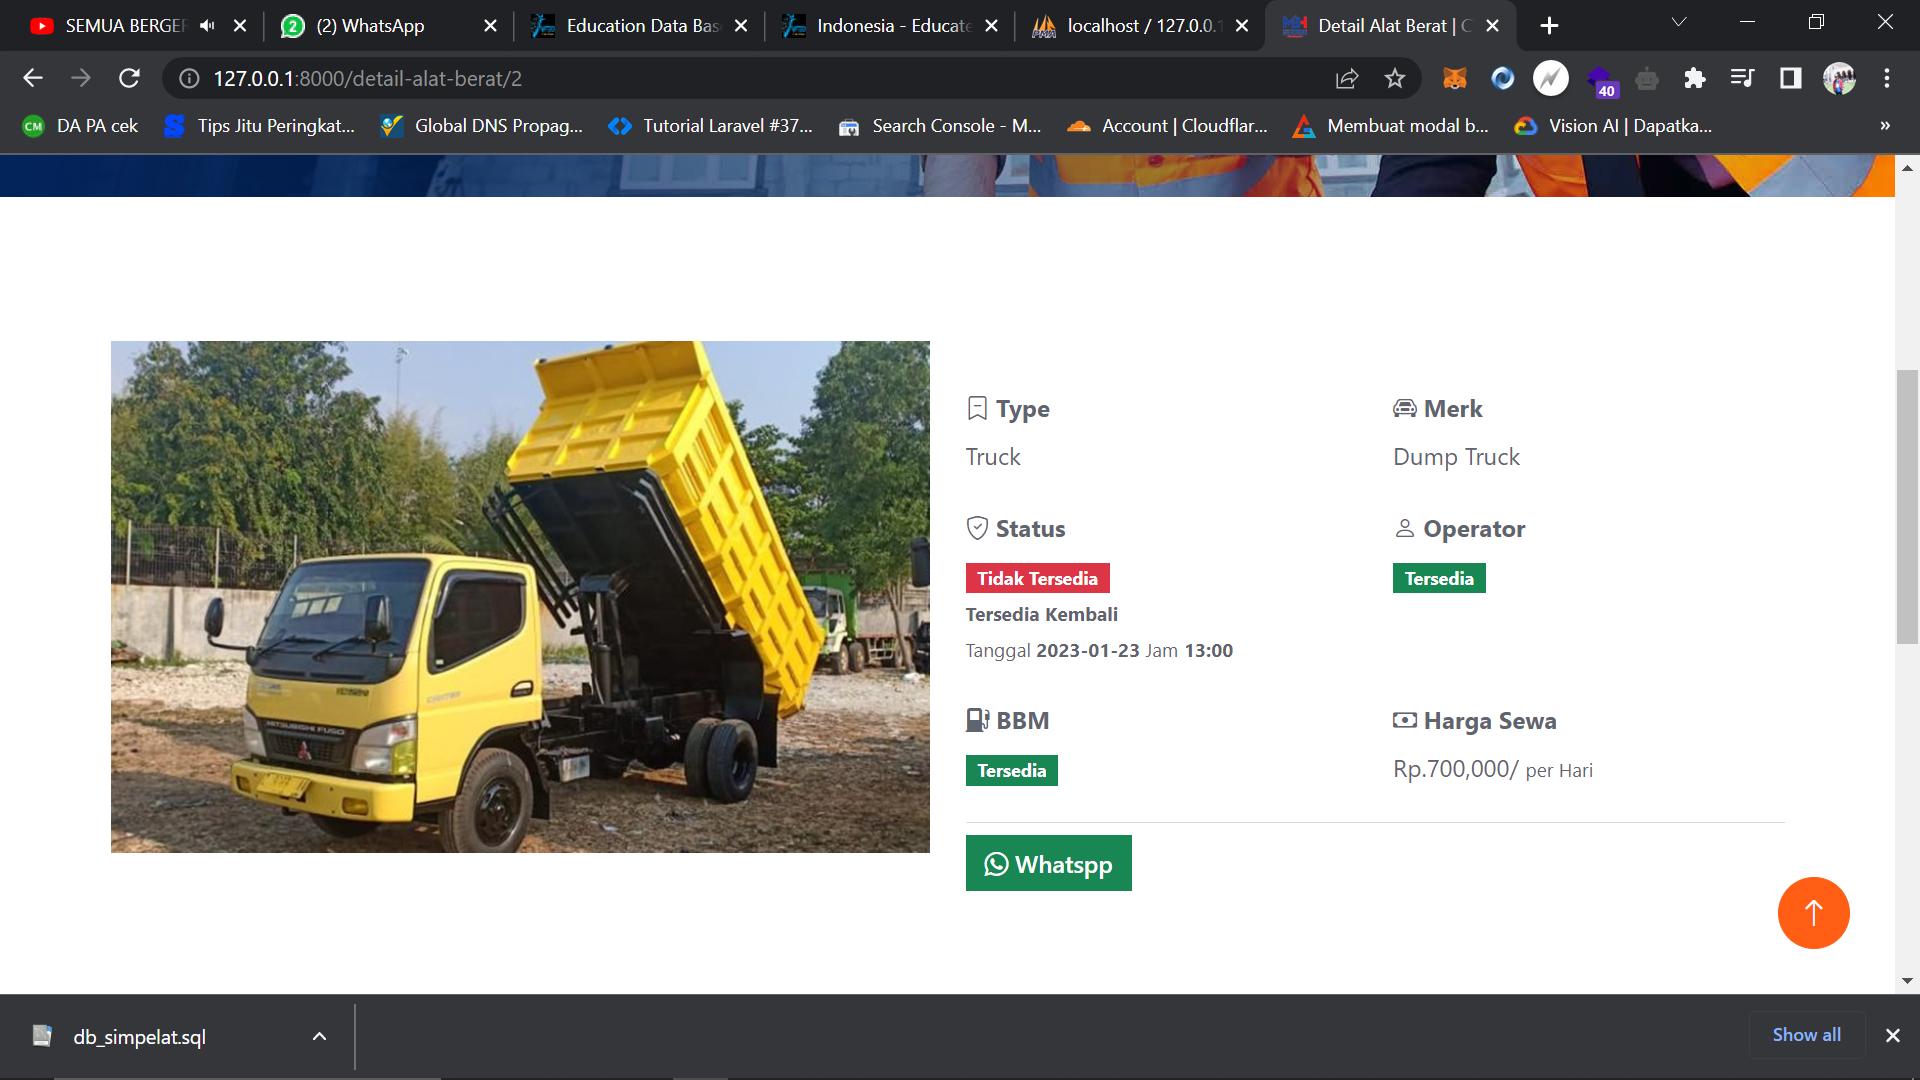 SEMUA BERGER
(2) WhatsApp
Education Data Bas
Indonesia - Educate
localhost / 127.0.0.1
Detail Alat Berat | C
127.0.0.1:8000/detail-alat-berat/2
40
CM DA PA cek
Tips Jitu Peringkat...
Global DNS Propag...
Tutorial Laravel #37...
Search Console - M...
Account | Cloudflar...
Membuat modal b...
Vision AI | Dapatka...
»
Type
Merk
Truck
Dump Truck
Status
Operator
Tidak Tersedia
Tersedia
Tersedia Kembali
Tanggal 2023-01-23 Jam 13:00
BBM
Harga Sewa
Tersedia
Rp.700,000/ per Hari
Whatspp
MITSUBISHI FUSO
db_simpelat.sql
Show all